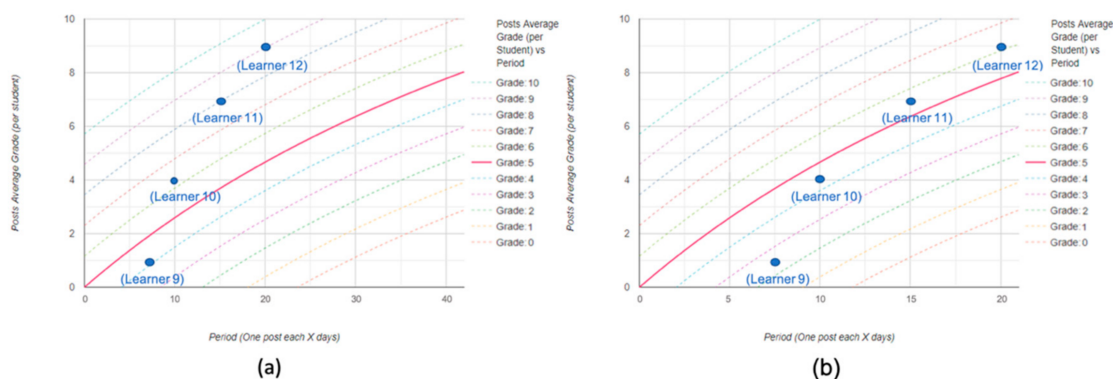 10
8
6
4
2
0
Posts Average Grade (per student)
0
10
20
30
40
Period (One post each X days)
(Learner 12)
(Learner 11)
(Learner 10)
(Learner 9)
Posts Average
Grade (per
Student) vs
Period
Grade: 10
Grade: 9
Grade: 8
Grade: 7
Grade: 6
Grade: 5
Grade: 4
Grade: 3
Grade: 2
Grade: 1
Grade: 0
(a)
10
8
6
4
2
0
Posts Average Grade (per student)
0
5
10
15
20
Period (One post each X days)
(Learner 12)
(Learner 11)
(Learner 10)
(Learner 9)
Posts Average
Grade (per
Student) vs
Period
Grade: 10
Grade: 9
Grade: 8
Grade: 7
Grade: 6
Grade: 5
Grade: 4
Grade: 3
Grade: 2
Grade: 1
Grade: 0
(b)